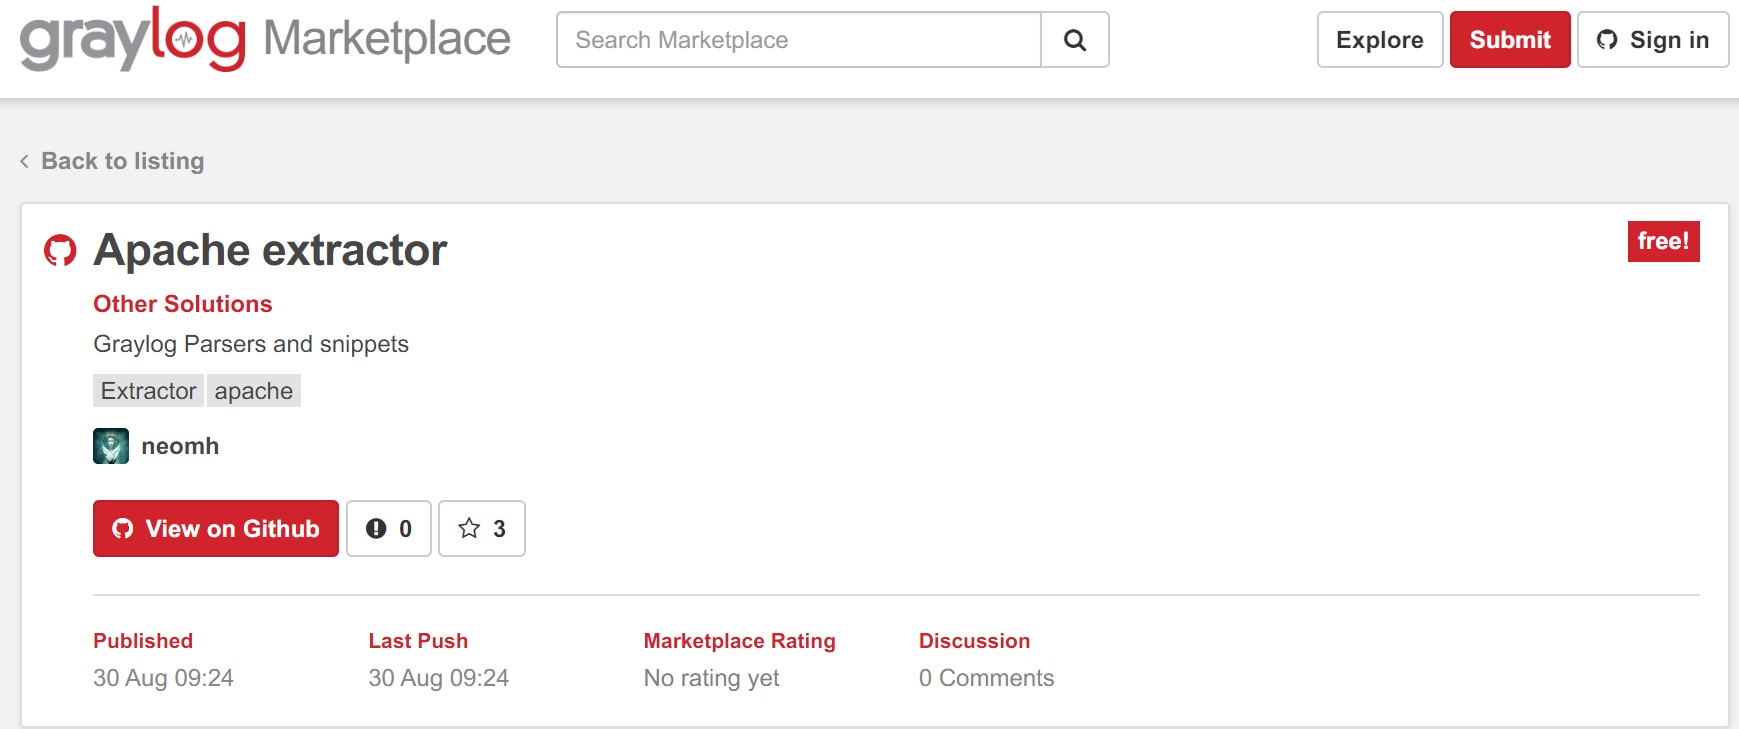 graylog Marketplace
Search Marketplace
Explore
Submit
Sign in
Back to listing
Apache extractor
free!
Other Solutions
Graylog Parsers and snippets
Extractor apache
neomh
View on Github 0 3
Published Last Push Marketplace Rating Discussion
30 Aug 09:24 30 Aug 09:24 No rating yet 0 Comments